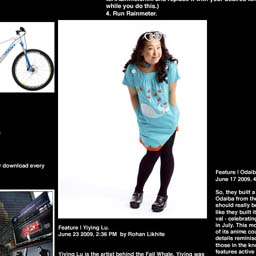 while you do this.)
4. Run Rainmeter.
download every
Feature | Yiying Lu.
June 23 2009, 2:36 PM by Rohan Likhite
Yiying Lu is the artist behind the Fail Whale. Yiying was
Feature | Odaib
June 17 2009, 4
So, they built a
Odaiba from the
should really be
like they built it
val - celebrating
in July. This mo
of its anime cou
details reminiac
those in the kno
features active